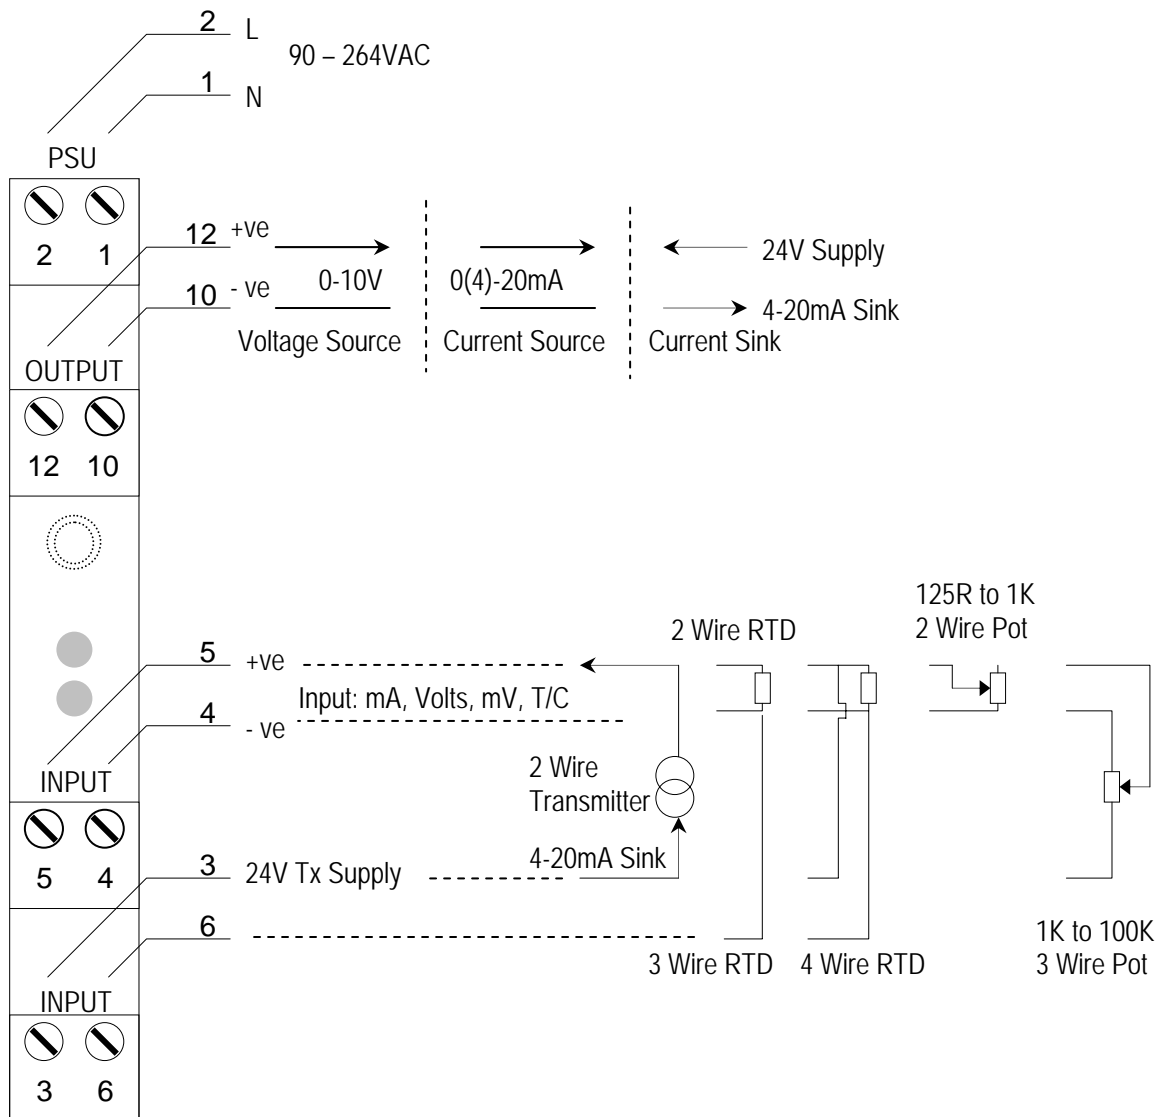 2 L
90 – 264VAC
1 N
PSU
2 1
12 +ve
24V Supply
0-10V 0(4)-20mA
10 - ve
4-20mA Sink
Voltage Source Current Source Current Sink
OUTPUT
12 10
125R to 1K
2 Wire Pot
2 Wire RTD
5 +ve
Input: mA, Volts, mV, T/C
4 - ve
INPUT
2 Wire
Transmitter
5 4
4-20mA Sink
3 24V Tx Supply
6
3 Wire RTD 4 Wire RTD
1K to 100K
3 Wire Pot
INPUT
3 6